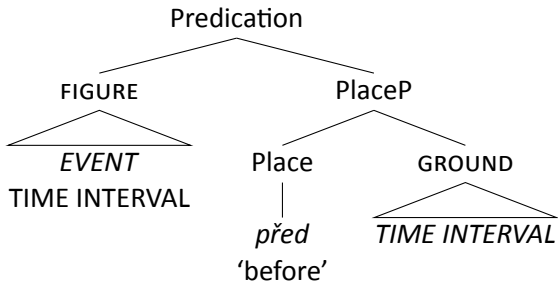 Predication
FIGURE PlaceP
EVENT Place GROUND
TIME INTERVAL
před TIME INTERVAL
‘before’